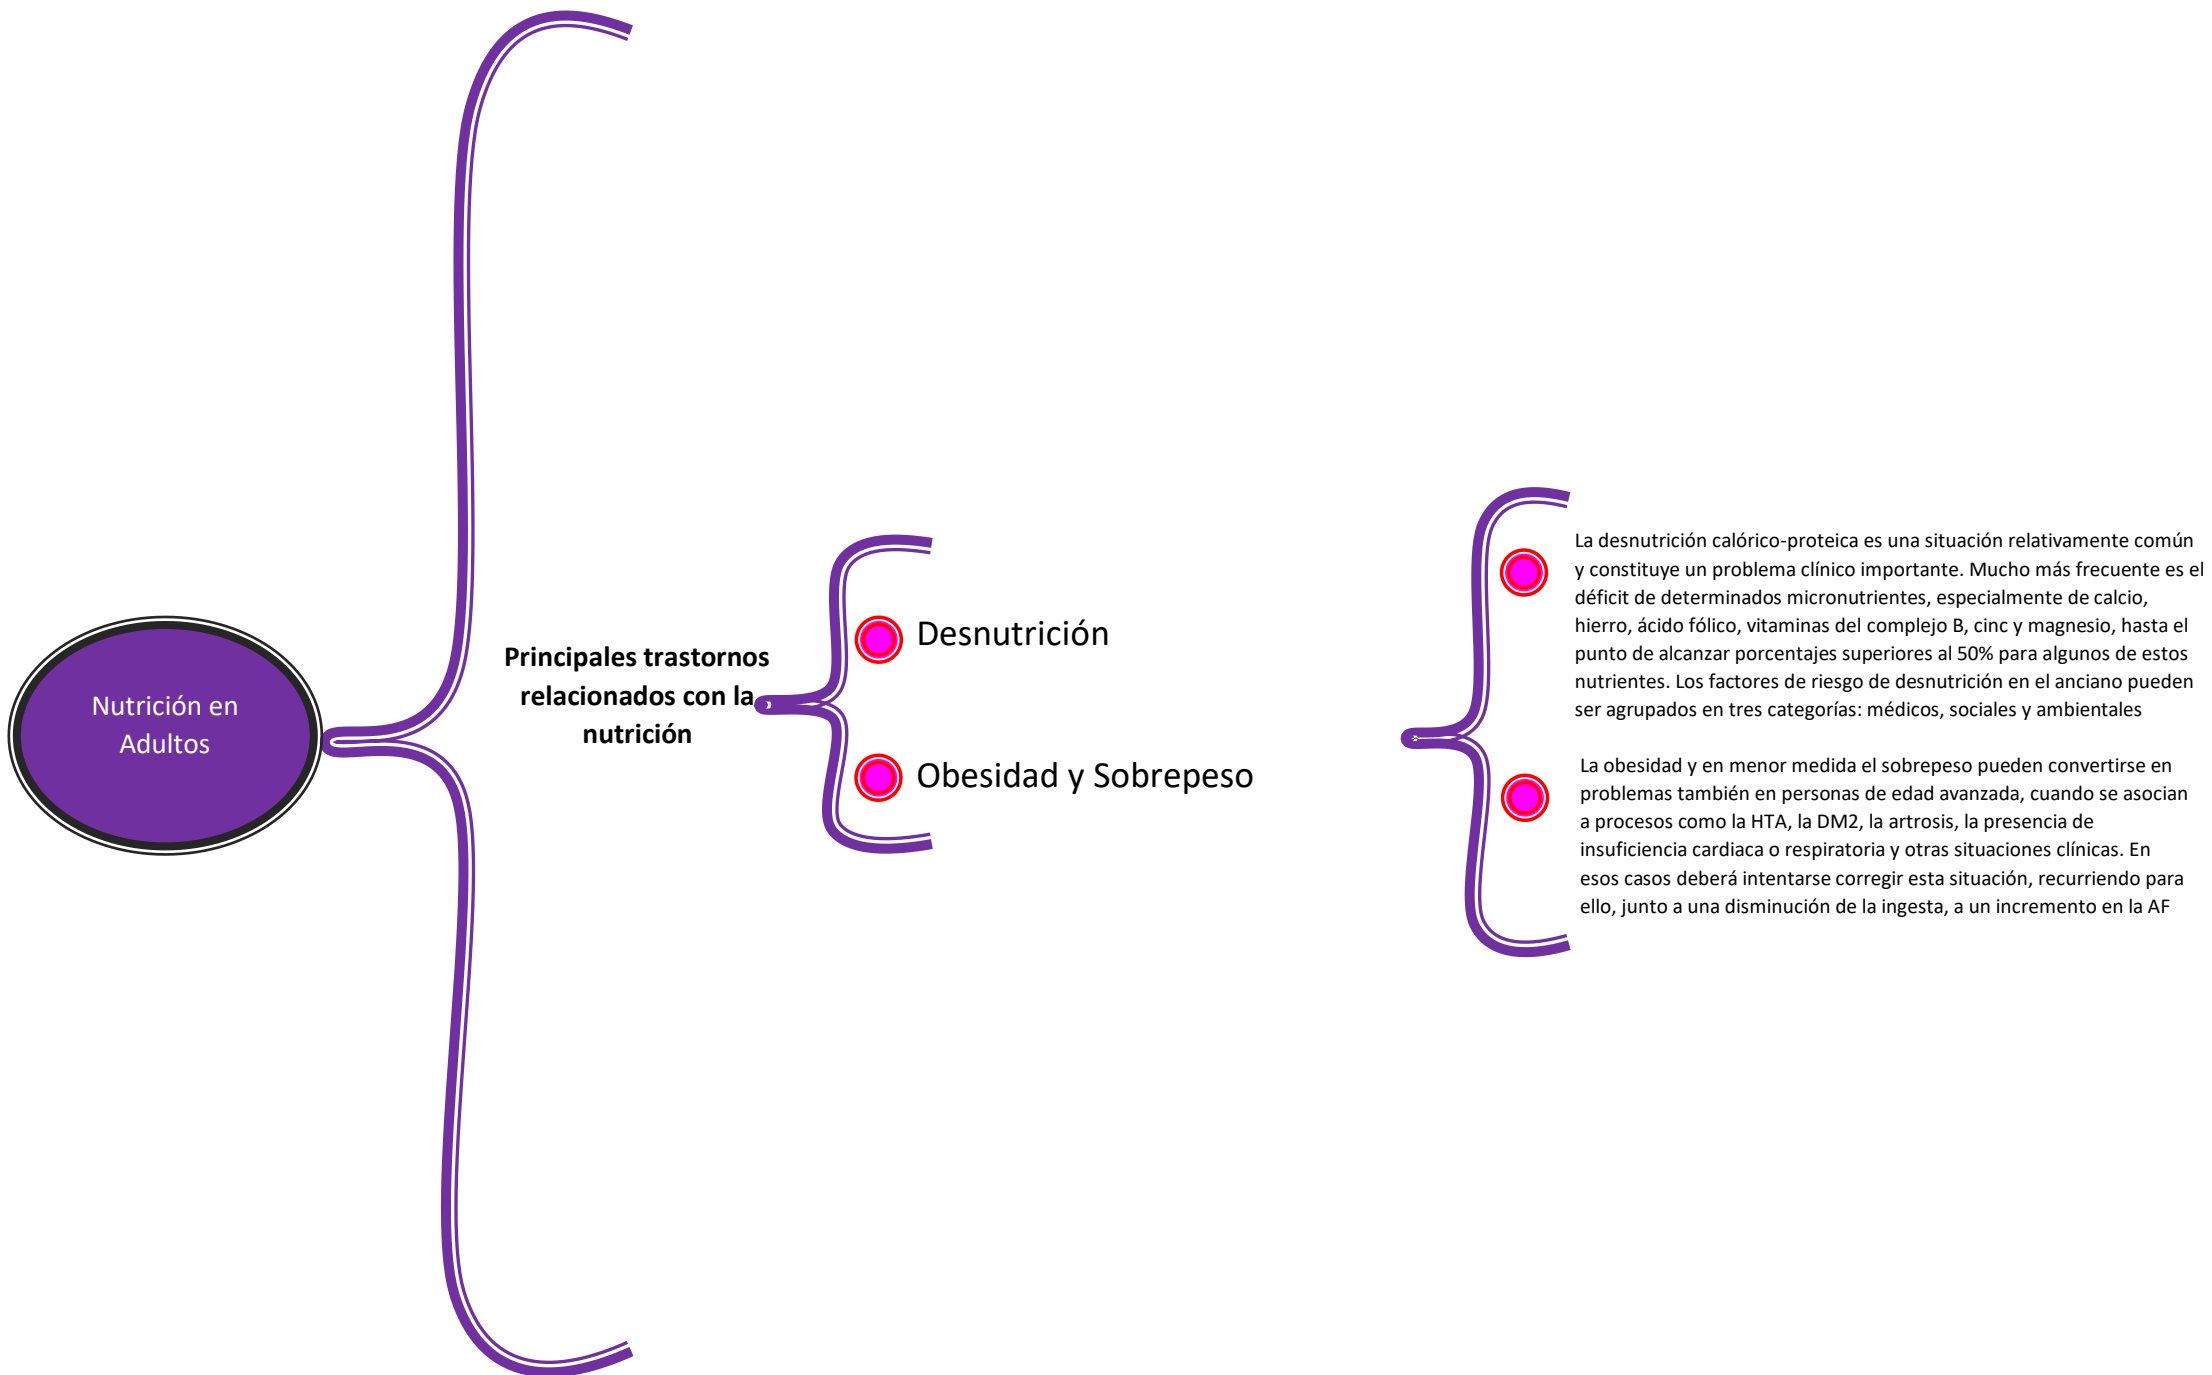 Nutrición en
Adultos
Principales trastornos
relacionados con la
nutrición
Desnutrición
Obesidad y Sobrepeso
La desnutrición calórico-proteica es una situación relativamente común
y constituye un problema clínico importante. Mucho más frecuente es el
déficit de determinados micronutrientes, especialmente de calcio,
hierro, ácido fólico, vitaminas del complejo B, cinc y magnesio, hasta el
punto de alcanzar porcentajes superiores al 50% para algunos de estos
nutrientes. Los factores de riesgo de desnutrición en el anciano pueden
ser agrupados en tres categorías: médicos, sociales y ambientales
La obesidad y en menor medida el sobrepeso pueden convertirse en
problemas también en personas de edad avanzada, cuando se asocian
a procesos como la HTA, la DM2, la artrosis, la presencia de
insuficiencia cardiaca o respiratoria y otras situaciones clínicas. En
esos casos deberá intentarse corregir esta situación, recurriendo para
ello, junto a una disminución de la ingesta, a un incremento en la AF